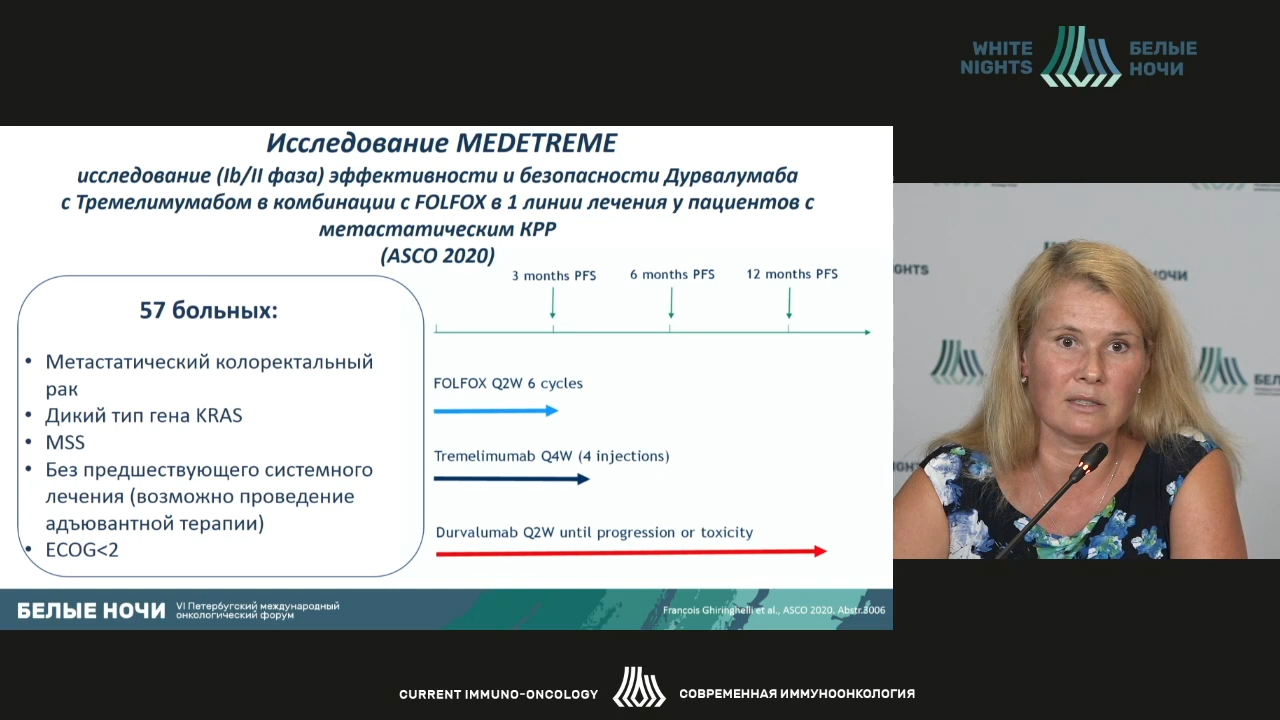 WHITE
NIGHTS
БЕЛЫЕ
НОЧИ
Исследование MEDETREME
исследование (Ib/II фаза) эффективности и безопасности Дурвалумаба
с Тремелимумабом в комбинации с FOLFOX в 1 линии лечения у пациентов с
метастатическим КРР
(ASCO 2020)
57 больных:
• Метастатический колоректальный
рак
• Дикий тип гена KRAS
• MSS
• Без предшествующего системного
лечения (возможно проведение
адъювантной терапии)
• ECOG<2
3 months PFS
6 months PFS
12 months PFS
FOLFOX Q2W 6 cycles
Tremelimumab Q4W (4 injections)
Durvalumab Q2W until progression or toxicity
БЕЛЫЕ НОЧИ
VI Петербургский международный
онкологический форум
François Ghiringhelli et al., ASCO 2020. Abstr.3006
GHTS
НОЧИ
БЕЛ
NIGHTS
CURRENT IMMUNO-ONCOLOGY
СОВРЕМЕННАЯ ИММУНООНКОЛОГИЯ